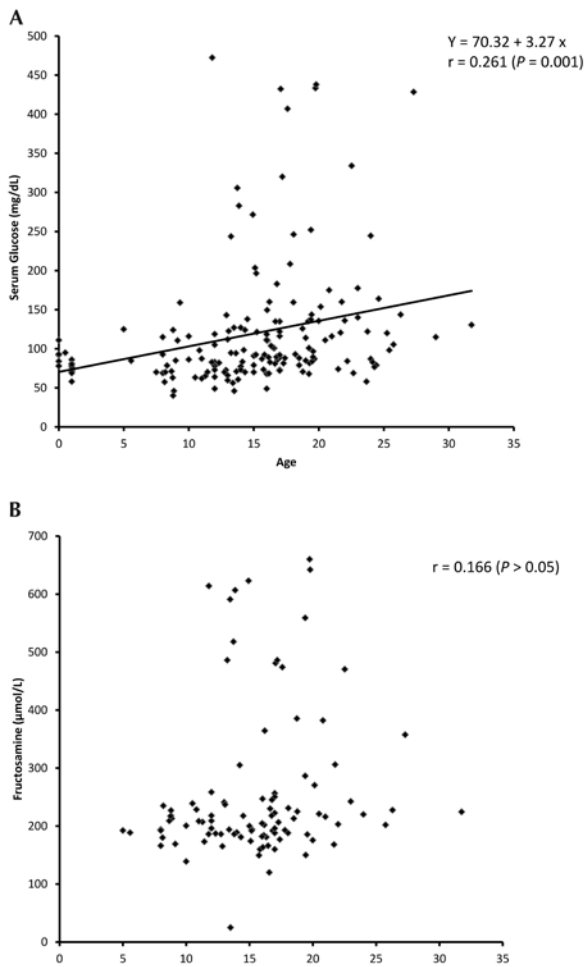 A
Y = 70.32 + 3.27 x
r = 0.261 (P = 0.001)
500
450
400
350
300
250
200
150
100
50
0
Serum Glucose (mg/dL)
0 5 10 15 20 25 30 35
Age
B
r = 0.166 (P > 0.05)
700
600
500
400
300
200
100
0
Fructosamine (µmol/L)
0 5 10 15 20 25 30 35